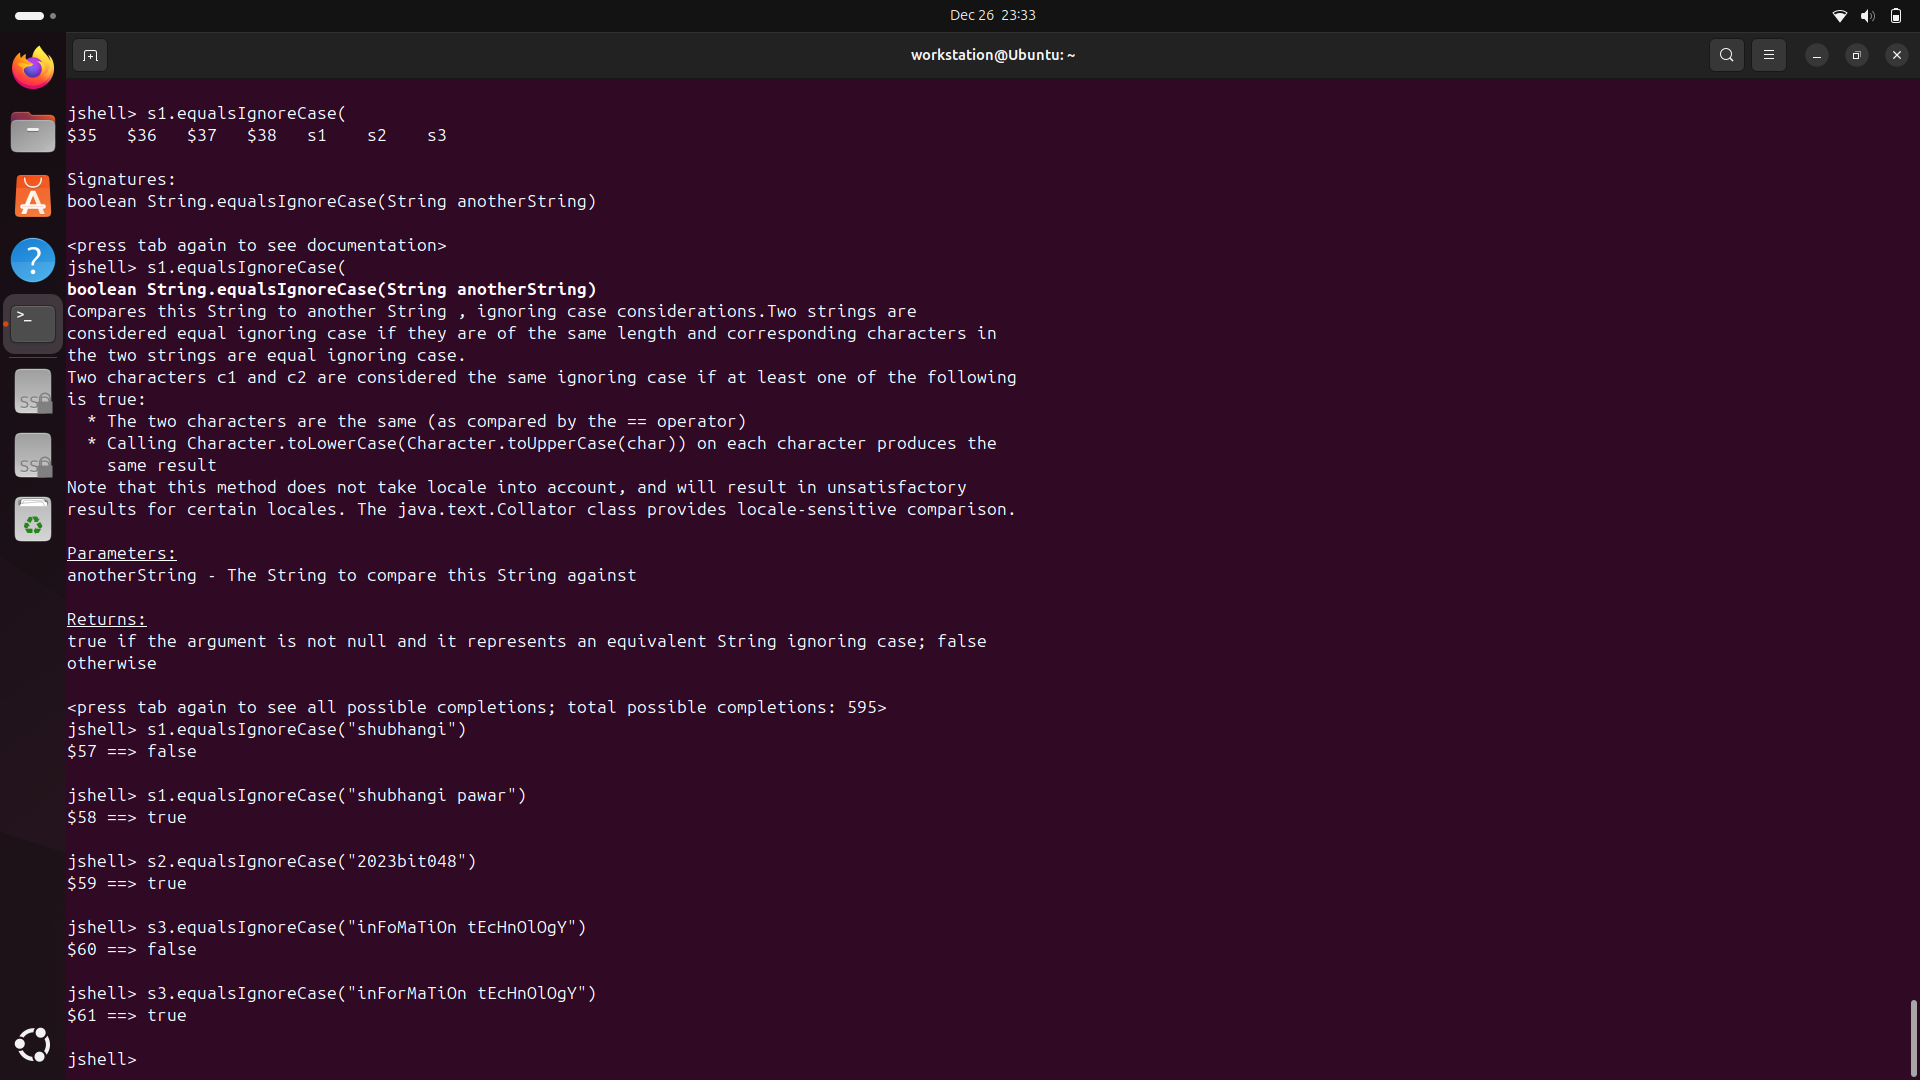 Dec 26 23:33
workstation@Ubuntu: ~
jshell> s1.equalsIgnoreCase(
$35 $36 $37 $38 s1 s2 s3
Signatures:
boolean String.equalsIgnoreCase(String anotherString)
<press tab again to see documentation>
jshell> s1.equalsIgnoreCase(
boolean String.equalsIgnoreCase(String anotherString)
Compares this String to another String , ignoring case considerations.Two strings are
considered equal ignoring case if they are of the same length and corresponding characters in
the two strings are equal ignoring case.
Two characters c1 and c2 are considered the same ignoring case if at least one of the following
is true:
* The two characters are the same (as compared by the == operator)
* Calling Character.toLowerCase(Character.toUpperCase(char)) on each character produces the
same result
Note that this method does not take locale into account, and will result in unsatisfactory
results for certain locales. The java.text.Collator class provides locale-sensitive comparison.
Parameters:
anotherString - The String to compare this String against
Returns:
true if the argument is not null and it represents an equivalent String ignoring case; false
otherwise
<press tab again to see all possible completions; total possible completions: 595>
jshell> s1.equalsIgnoreCase("shubhangi")
$57 ==> false
jshell> s1.equalsIgnoreCase("shubhangi pawar")
$58 ==> true
jshell> s2.equalsIgnoreCase("2023bit048")
$59 ==> true
jshell> s3.equalsIgnoreCase("inFoMaTiOn tEcHnOlOgY")
$60 ==> false
jshell> s3.equalsIgnoreCase("inForMaTiOn tEcHnOlOgY")
$61 ==> true
jshell>